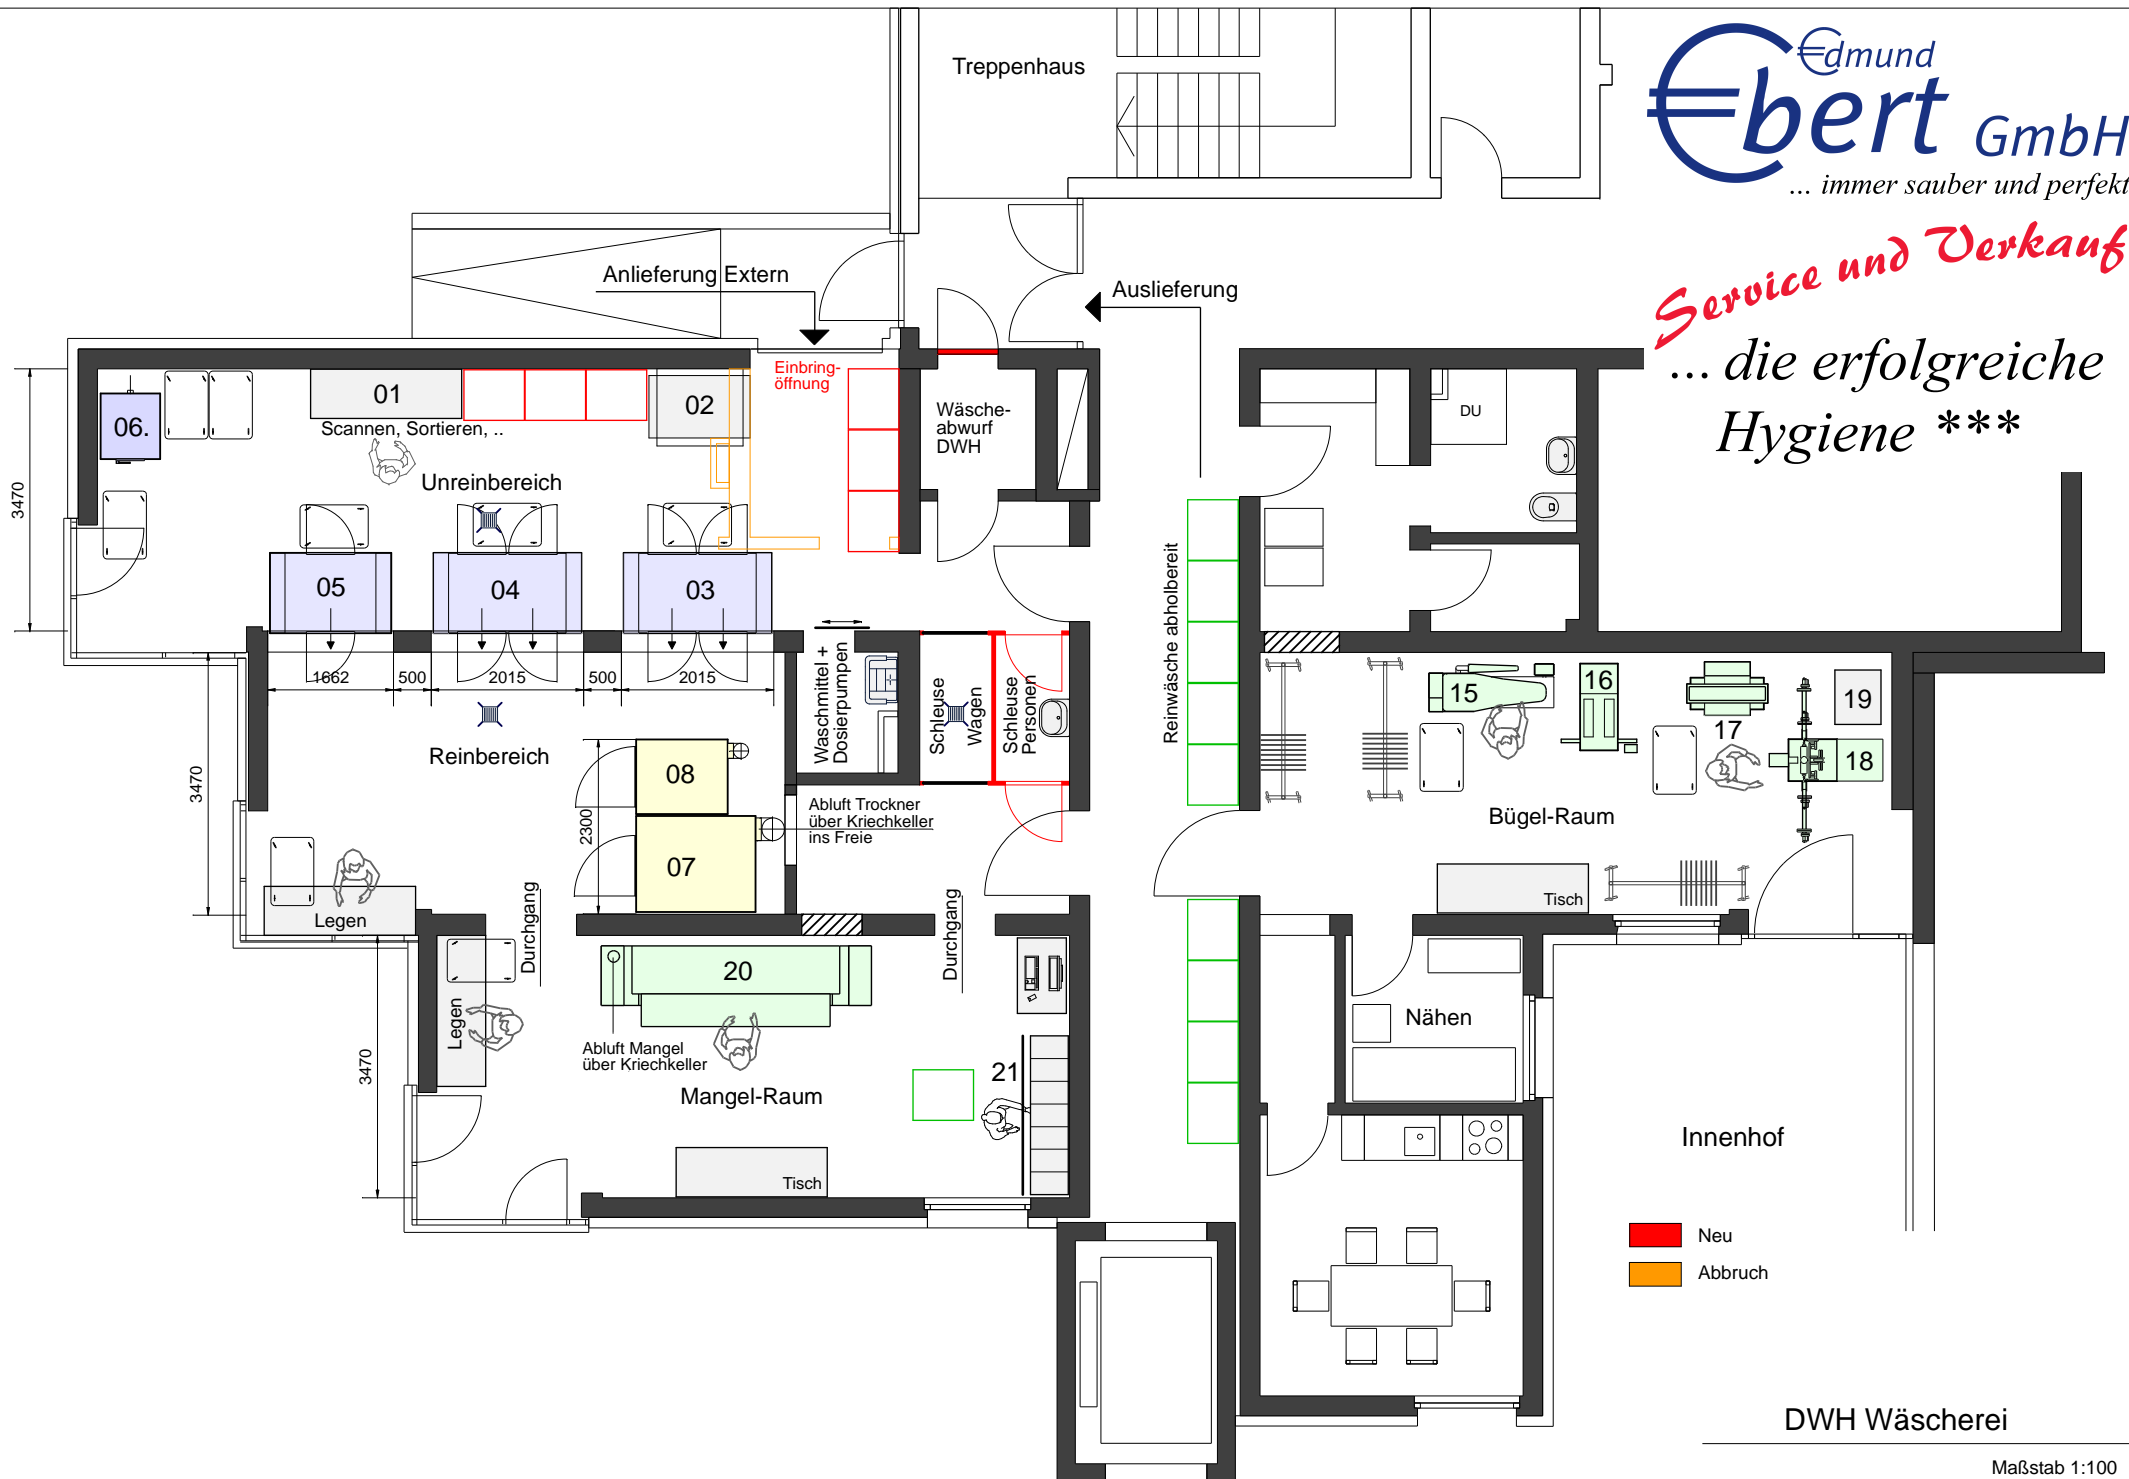 Treppenhaus
Edmund
Ebert GmbH
... immer sauber und perfekt
Service und Verkauf
... die erfolgreiche
Hygiene ***
Anlieferung Extern
Auslieferung
Einbring-
öffnung
01
02
06.
Scannen, Sortieren, ..
Wäsche-
abwurf
DWH
DU
Unreinbereich
3470
05
04
03
Reinwäsche abholbereit
1662
500
2015
500
2015
Waschmittel +
Dosierpumpen
Schleuse
Wagen
Schleuse
Personen
15
16
17
19
18
Reinbereich
3470
08
07
2300
Abluft Trockner
über Kriechkeller
ins Freie
Bügel-Raum
Tisch
Legen
Durchgang
Durchgang
20
Legen
Abluft Mangel
über Kriechkeller
3470
Mangel-Raum
21
Nähen
Tisch
Innenhof
Neu
Abbruch
DWH Wäscherei
Maßstab 1:100